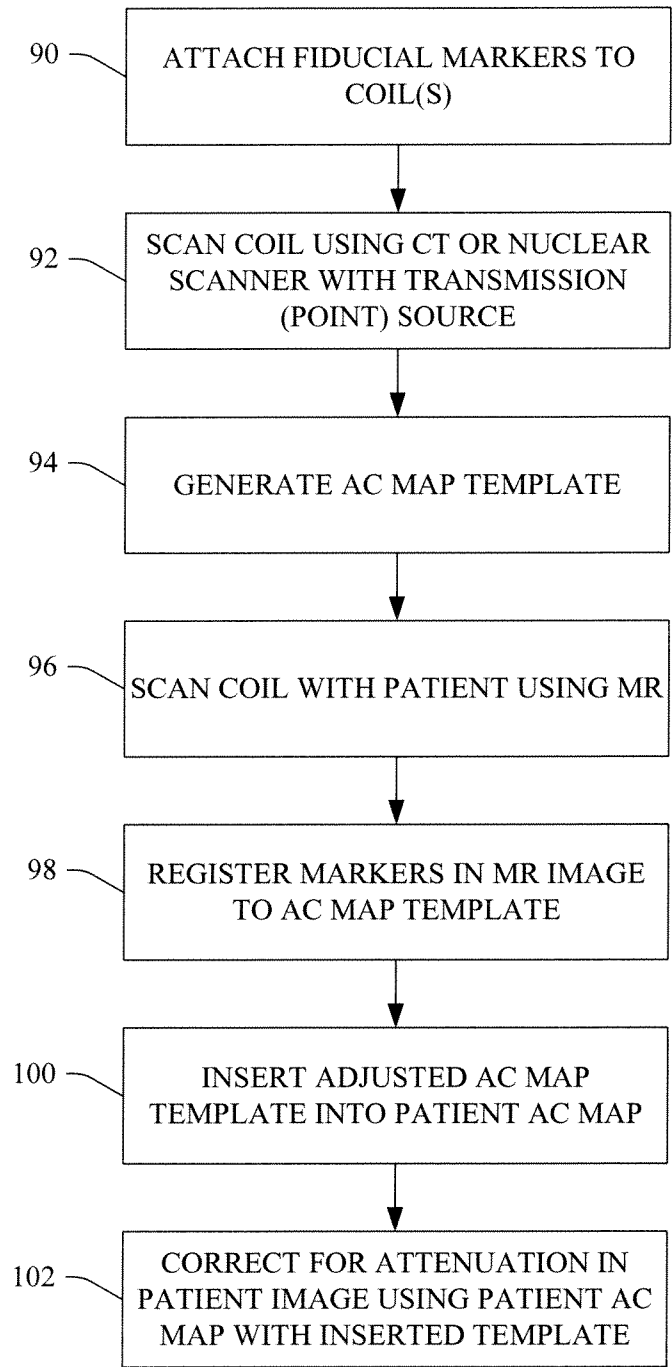 90
ATTACH FIDUCIAL MARKERS TO
COIL(S)
92
SCAN COIL USING CT OR NUCLEAR
SCANNER WITH TRANSMISSION
(POINT) SOURCE
94
GENERATE AC MAP TEMPLATE
96
SCAN COIL WITH PATIENT USING MR
98
REGISTER MARKERS IN MR IMAGE
TO AC MAP TEMPLATE
100
INSERT ADJUSTED AC MAP
TEMPLATE INTO PATIENT AC MAP
102
CORRECT FOR ATTENUATION IN
PATIENT IMAGE USING PATIENT AC
MAP WITH INSERTED TEMPLATE